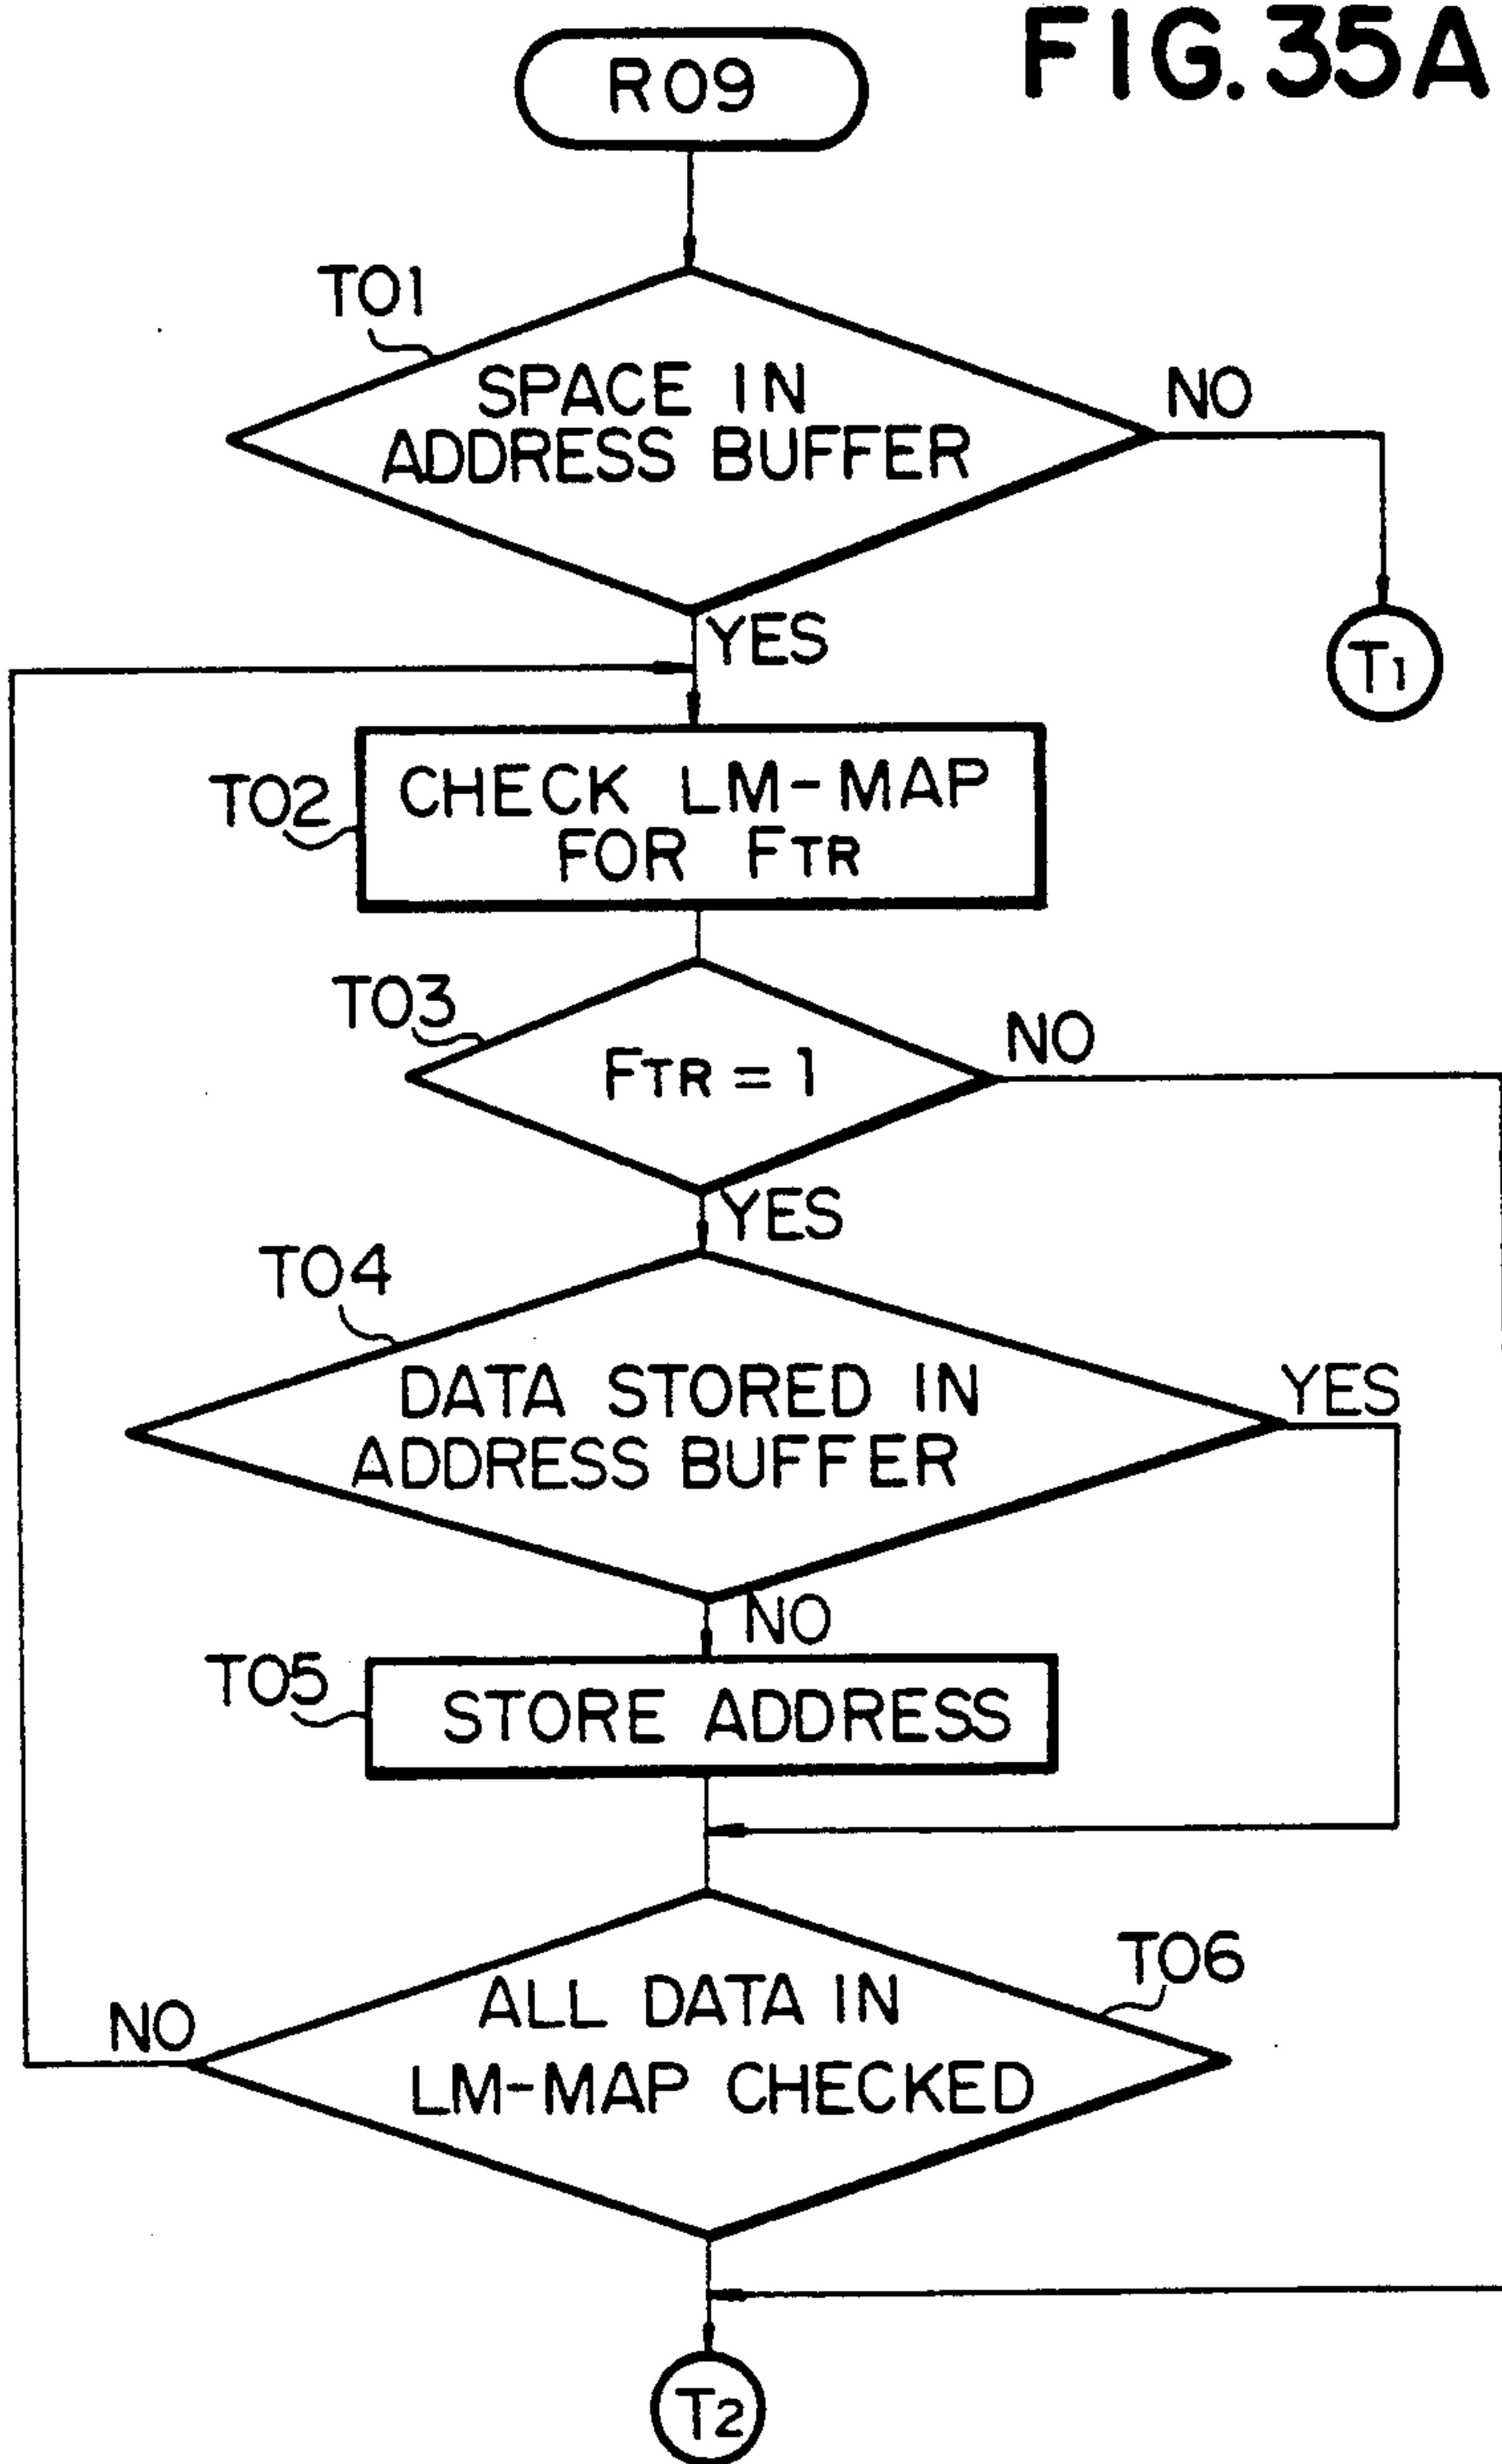 FIG.35A
R09
T01
SPACE IN
ADDRESS BUFFER
NO
YES
T1
T02
CHECK LM-MAP
FOR FTR
T03
FTR = 1
NO
YES
T04
DATA STORED IN
ADDRESS BUFFER
YES
NO
T05
STORE ADDRESS
T06
ALL DATA IN
LM-MAP CHECKED
NO
T2